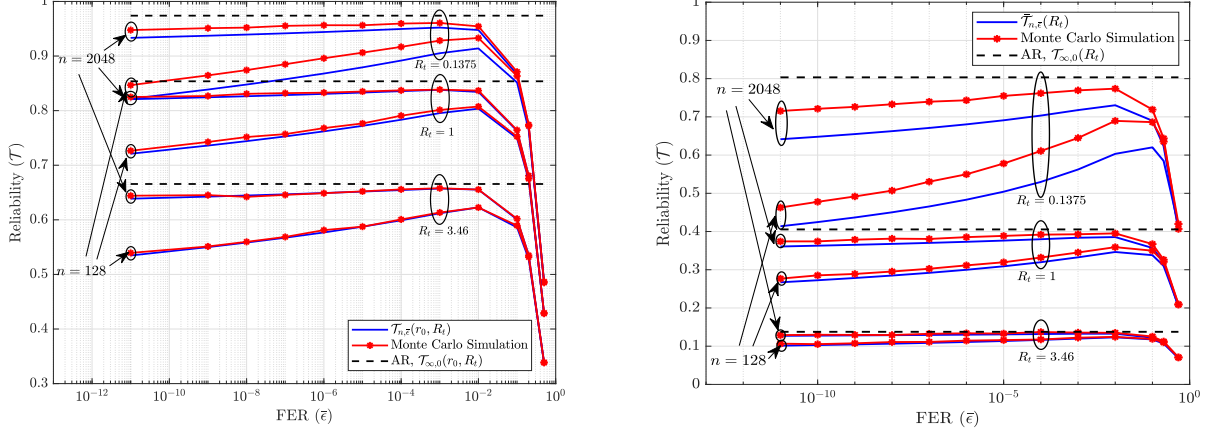 1
0.9
0.8
0.7
0.6
0.5
0.4
0.3
10^{-12}
10^{-10}
10^{-8}
10^{-6}
10^{-4}
10^{-2}
10^{0}
FER (ε̄)
Reliability (𝒯)
n = 2048
n = 128
R_t = 0.1375
R_t = 1
R_t = 3.46
𝒯_{n,ε̄}(r_0, R_t)
Monte Carlo Simulation
AR, 𝒯_{∞,0}(r_0, R_t)
1
0.9
0.8
0.7
0.6
0.5
0.4
0.3
0.2
0.1
0
10^{-10}
10^{-5}
10^{0}
FER (ε̄)
Reliability (𝒯)
𝒯̄_{n,ε̄}(R_t)
Monte Carlo Simulation
AR, 𝒯_{∞,0}(R_t)
n = 2048
n = 128
R_t = 0.1375
R_t = 1
R_t = 3.46